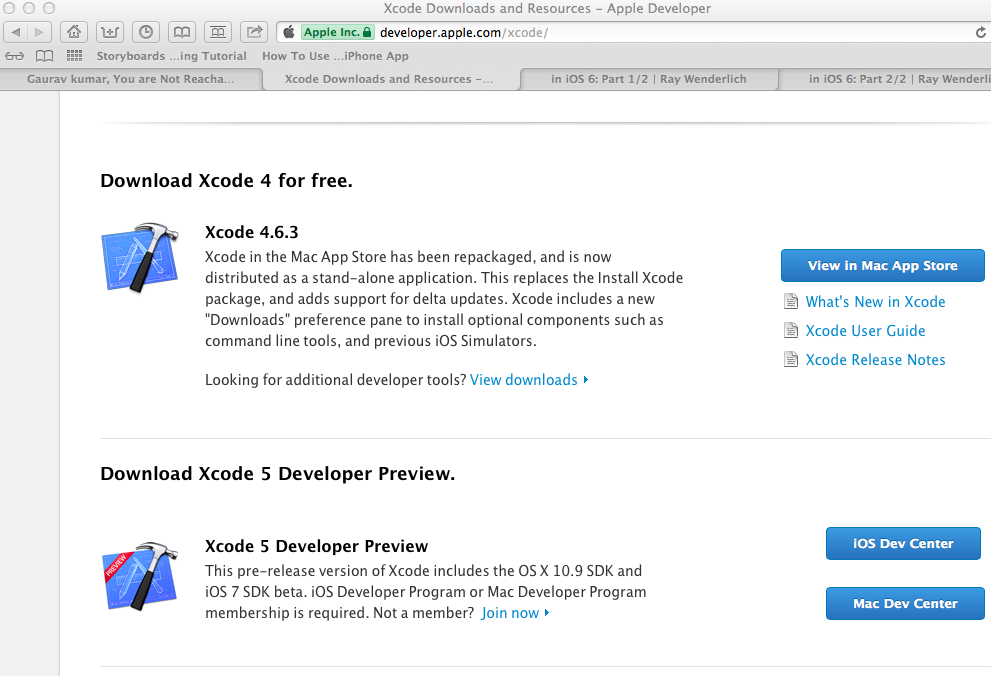 Xcode Downloads and Resources – Apple Developer
Apple Inc. developer.apple.com/xcode/
Storyboards ...ing Tutorial How To Use ...iPhone App
Gaurav kumar, You are Not Reacha... Xcode Downloads and Resources –... in iOS 6: Part 1/2 | Ray Wenderlich in iOS 6: Part 2/2 | Ray Wenderli
Download Xcode 4 for free.
Xcode 4.6.3
Xcode in the Mac App Store has been repackaged, and is now
distributed as a stand-alone application. This replaces the Install Xcode
package, and adds support for delta updates. Xcode includes a new
"Downloads" preference pane to install optional components such as
command line tools, and previous iOS Simulators.
Looking for additional developer tools? View downloads
View in Mac App Store
What's New in Xcode
Xcode User Guide
Xcode Release Notes
Download Xcode 5 Developer Preview.
PREVIEW
Xcode 5 Developer Preview
This pre-release version of Xcode includes the OS X 10.9 SDK and
iOS 7 SDK beta. iOS Developer Program or Mac Developer Program
membership is required. Not a member? Join now
iOS Dev Center
Mac Dev Center